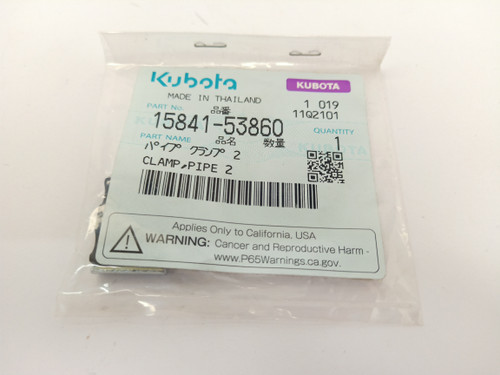 Kubota
KUBOTA
MADE IN THAILAND
1 019
PART No. 品番
11Q2101
15841-53860
QUANTITY
PART NAME 品名 数量
1
パイプ クランプ 2
CLAMP,PIPE 2
Applies Only to California, USA
WARNING: Cancer and Reproductive Harm -
www.P65Warnings.ca.gov.